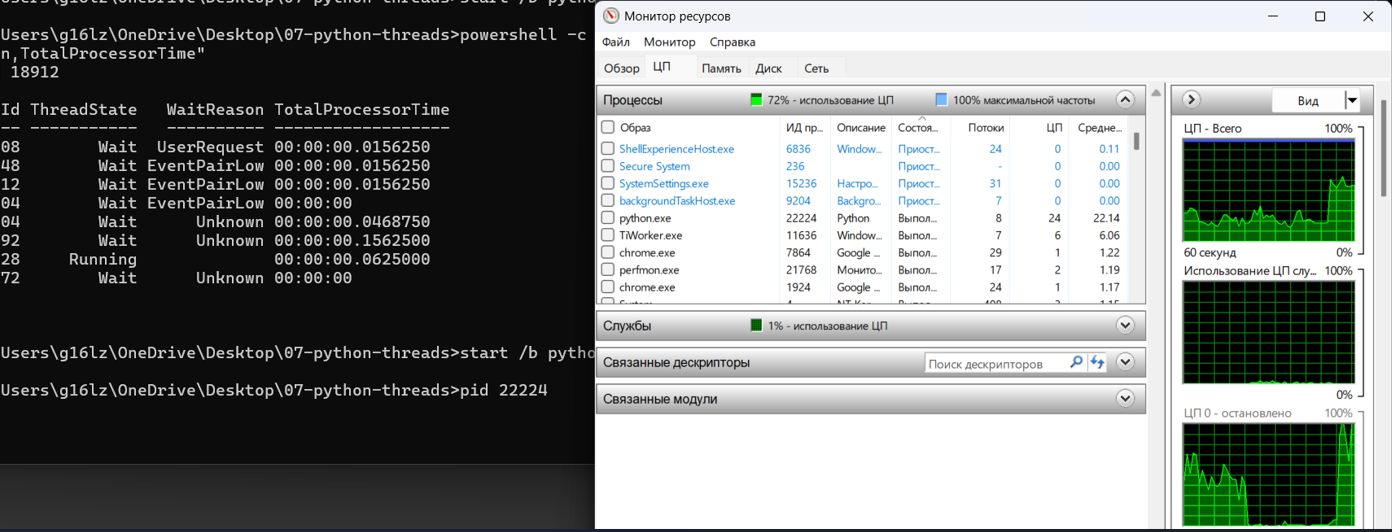 Users\g16lz\OneDrive\Desktop\07-python-threads>start /b pytho
Users\g16lz\OneDrive\Desktop\07-python-threads>powershell -c
n,TotalProcessorTime"
18912
Id ThreadState WaitReason TotalProcessorTime
-- ----------- ---------- ------------------
08 Wait UserRequest 00:00:00.0156250
48 Wait EventPairLow 00:00:00.0156250
12 Wait EventPairLow 00:00:00.0156250
04 Wait EventPairLow 00:00:00
04 Wait Unknown 00:00:00.0468750
92 Wait Unknown 00:00:00.1562500
28 Running 00:00:00.0625000
72 Wait Unknown 00:00:00
Users\g16lz\OneDrive\Desktop\07-python-threads>start /b pytho
Users\g16lz\OneDrive\Desktop\07-python-threads>pid 22224
Монитор ресурсов
Файл Монитор Справка
Обзор ЦП Память Диск Сеть
Процессы 72% - использование ЦП 100% максимальной частоты
Образ ИД пр... Описание Состоя... Потоки ЦП Средне...
ShellExperienceHost.exe 6836 Window... Приост... 24 0 0.11
Secure System 236 Приост... - 0 0.00
SystemSettings.exe 15236 Настро... Приост... 31 0 0.00
backgroundTaskHost.exe 9204 Backgro... Приост... 7 0 0.00
python.exe 22224 Python Выпол... 8 24 22.14
TiWorker.exe 11636 Window... Выпол... 7 6 6.06
chrome.exe 7864 Google ... Выпол... 29 1 1.22
perfmon.exe 21768 Монито... Выпол... 17 2 1.19
chrome.exe 1924 Google ... Выпол... 24 1 1.17
Службы 1% - использование ЦП
Связанные дескрипторы Поиск дескрипторов
Связанные модули
Вид
ЦП - Всего 100%
60 секунд 0%
Использование ЦП слу... 100%
0%
ЦП 0 - остановлено 100%